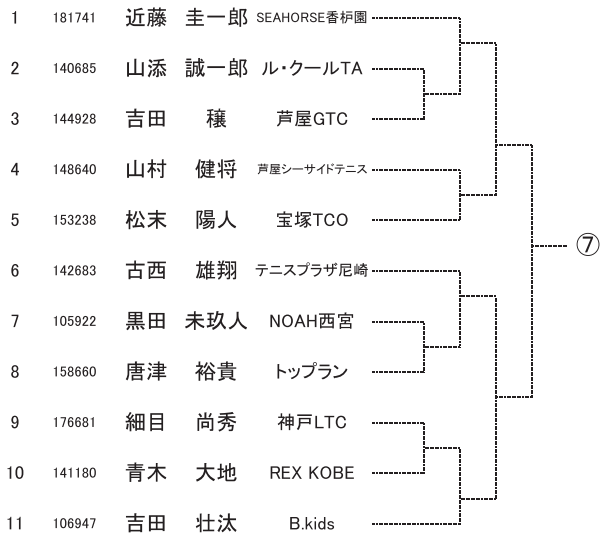 1 181741 近藤 圭一郎 SEAHORSE香枦園
2 140685 山添 誠一郎 ル・クールTA
3 144928 吉田 穣 芦屋GTC
4 148640 山村 健将 芦屋シーサイドテニス
5 153238 松末 陽人 宝塚TCO
⑦
6 142683 古西 雄翔 テニスプラザ尼崎
7 105922 黒田 未玖人 NOAH西宮
8 158660 唐津 裕貴 トップラン
9 176681 細目 尚秀 神戸LTC
10 141180 青木 大地 REX KOBE
11 106947 吉田 壮汰 B.kids